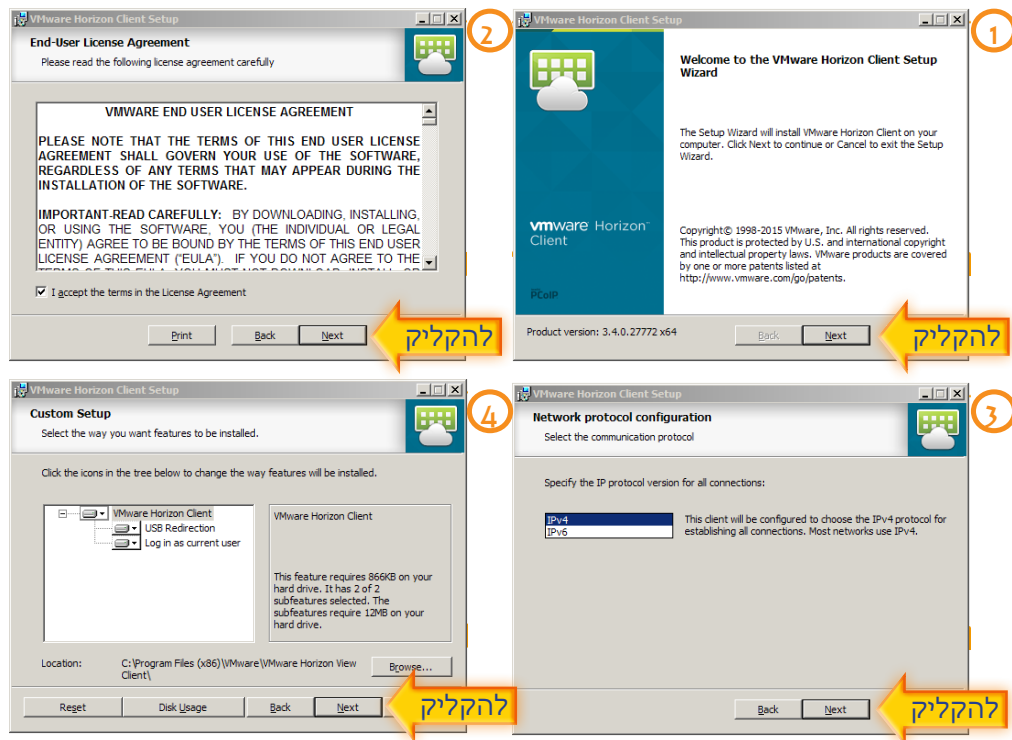 VMware Horizon Client Setup
1
Welcome to the VMware Horizon Client Setup
Wizard
The Setup Wizard will install VMware Horizon Client on your
computer. Click Next to continue or Cancel to exit the Setup
Wizard.
vmware Horizon™
Client
Copyright© 1998-2015 VMware, Inc. All rights reserved.
This product is protected by U.S. and international copyright
and intellectual property laws. VMware products are covered
by one or more patents listed at
http://www.vmware.com/go/patents.
PCoIP
Product version: 3.4.0.27772 x64
Back
Next
להקליק
VMware Horizon Client Setup
2
End-User License Agreement
Please read the following license agreement carefully
VMWARE END USER LICENSE AGREEMENT
PLEASE NOTE THAT THE TERMS OF THIS END USER LICENSE
AGREEMENT SHALL GOVERN YOUR USE OF THE SOFTWARE,
REGARDLESS OF ANY TERMS THAT MAY APPEAR DURING THE
INSTALLATION OF THE SOFTWARE.
IMPORTANT-READ CAREFULLY: BY DOWNLOADING, INSTALLING,
OR USING THE SOFTWARE, YOU (THE INDIVIDUAL OR LEGAL
ENTITY) AGREE TO BE BOUND BY THE TERMS OF THIS END USER
LICENSE AGREEMENT ("EULA"). IF YOU DO NOT AGREE TO THE
I accept the terms in the License Agreement
Print
Back
Next
להקליק
VMware Horizon Client Setup
3
Network protocol configuration
Select the communication protocol
Specify the IP protocol version for all connections:
IPv4
IPv6
This client will be configured to choose the IPv4 protocol for
establishing all connections. Most networks use IPv4.
Back
Next
להקליק
VMware Horizon Client Setup
4
Custom Setup
Select the way you want features to be installed.
Click the icons in the tree below to change the way features will be installed.
VMware Horizon Client
USB Redirection
Log in as current user
VMware Horizon Client
This feature requires 866KB on your
hard drive. It has 2 of 2
subfeatures selected. The
subfeatures require 12MB on your
hard drive.
Location:
C:\Program Files (x86)\VMware\VMware Horizon View
Client\
Browse...
Reset
Disk Usage
Back
Next
להקליק